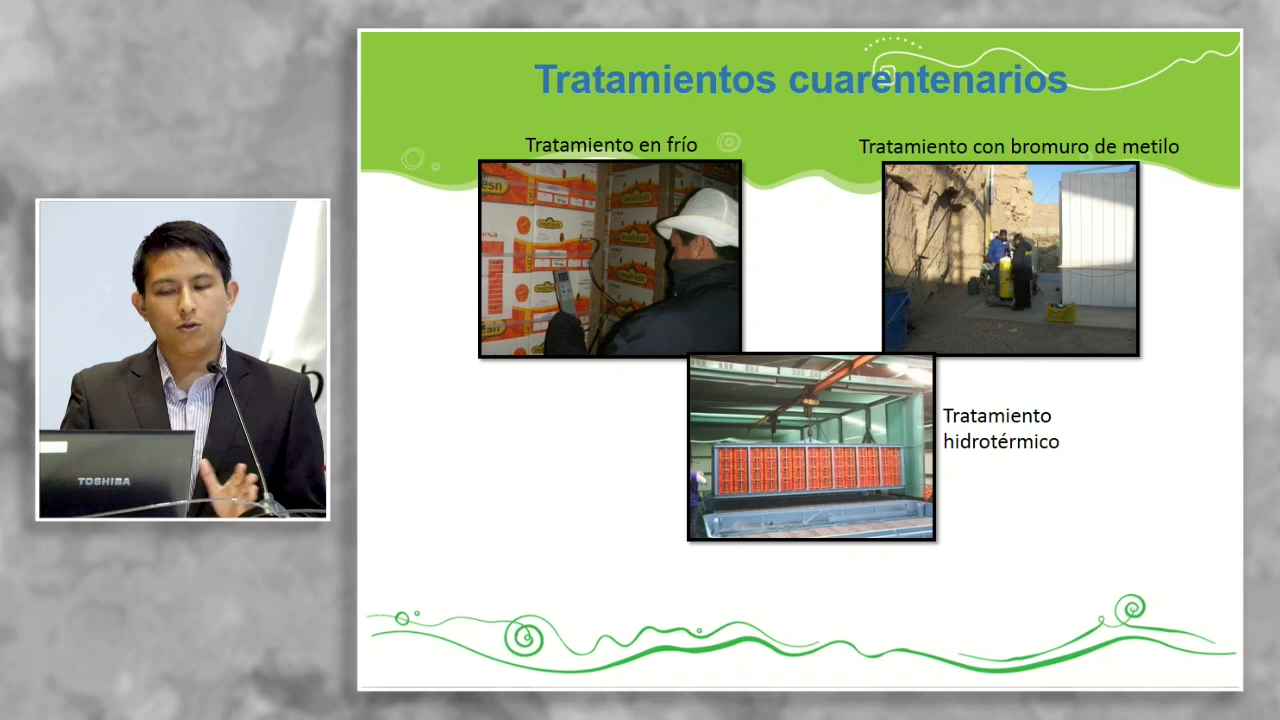 Tratamientos cuarentenarios
Tratamiento en frío
Tratamiento con bromuro de metilo
Tratamiento
hidrotérmico
TOSHIBA